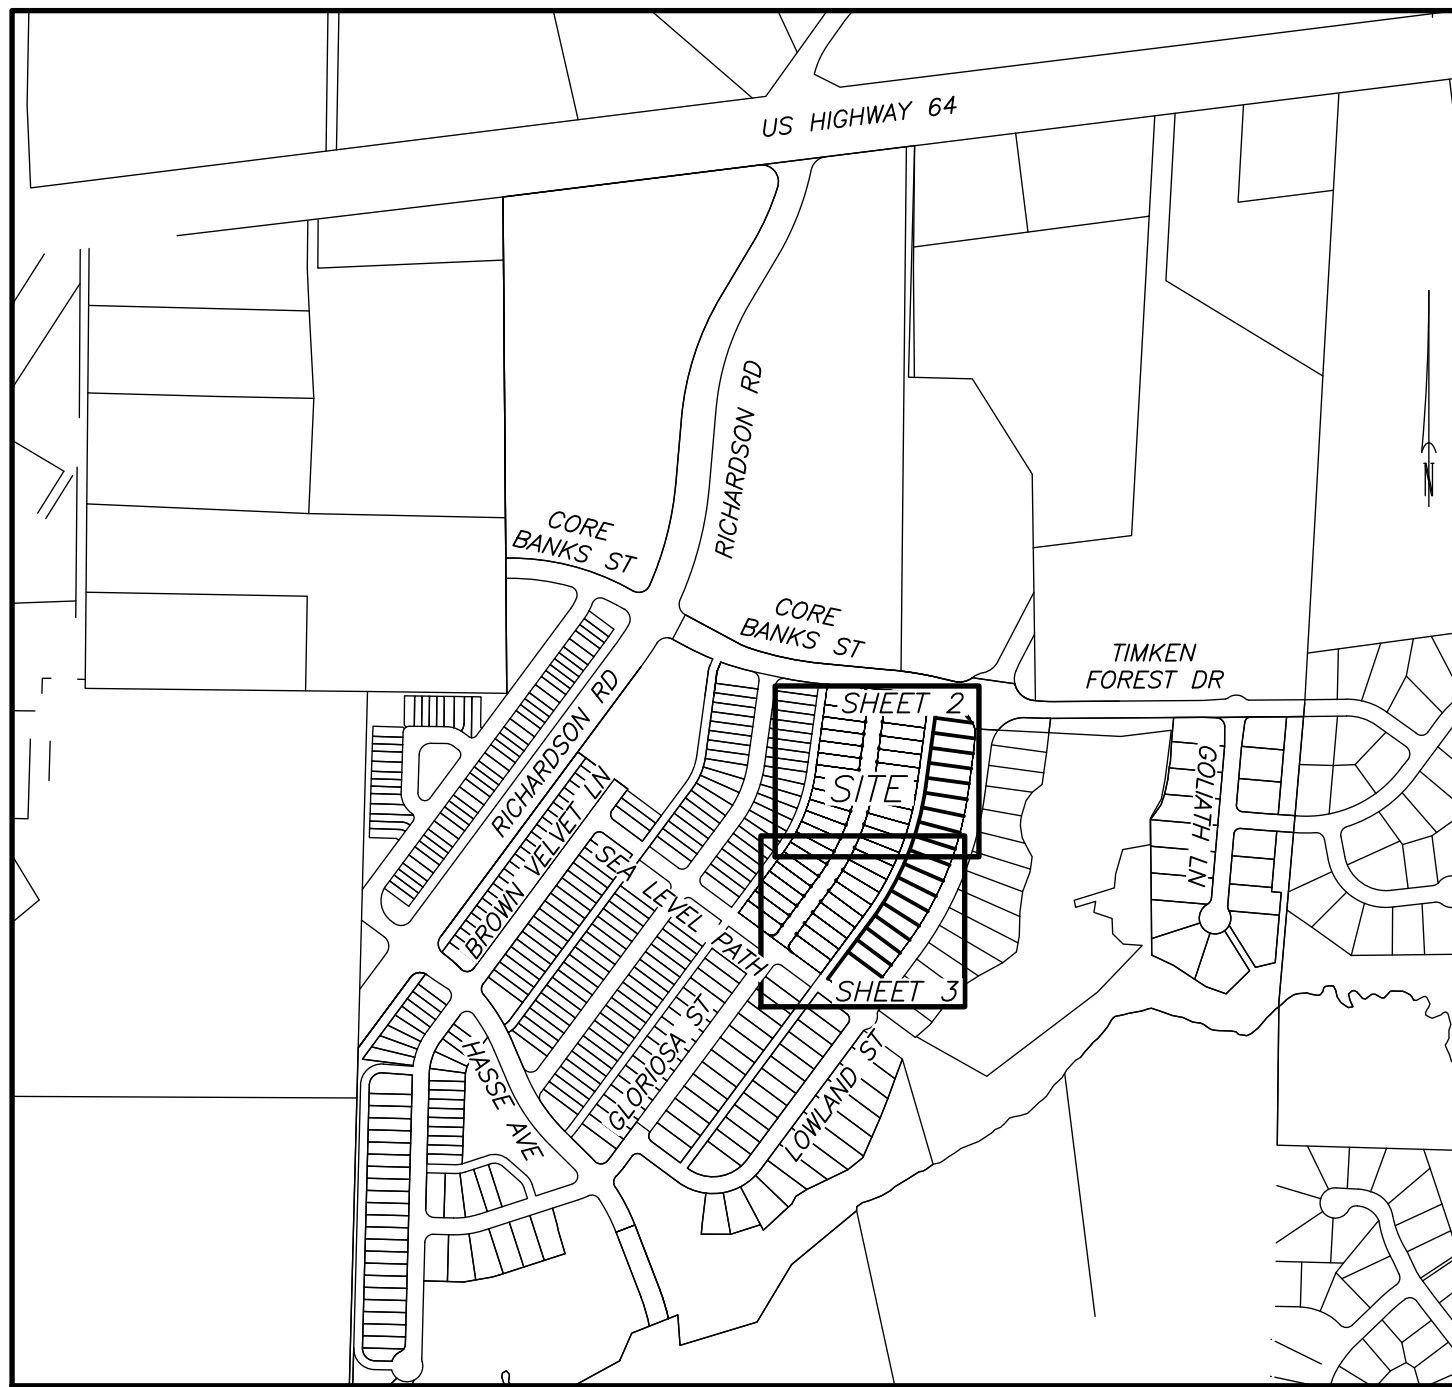 US HIGHWAY 64
RICHARDSON RD
N
CORE
BANKS ST
CORE
BANKS ST
TIMKEN
FOREST DR
RICHARDSON RD
SHEET 2
SITE
GOLIATH LN
BROWN VELVET LN
SEA LEVEL PATH
SHEET 3
GLORIOSA ST
HASSE AVE
LOWLAND ST